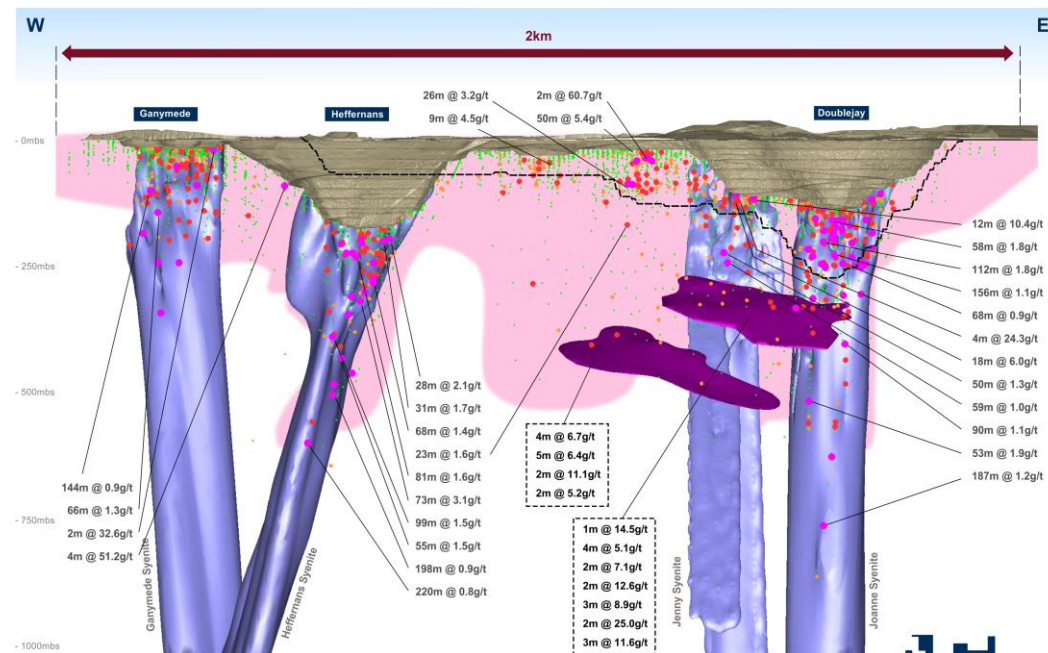 W
E
2km
Ganymede
Heffernans
Doublejay
26m @ 3.2g/t
9m @ 4.5g/t
2m @ 60.7g/t
50m @ 5.4g/t
- 0mbs
- 250mbs
- 500mbs
- 750mbs
- 1000mbs
144m @ 0.9g/t
66m @ 1.3g/t
2m @ 32.6g/t
4m @ 51.2g/t
28m @ 2.1g/t
31m @ 1.7g/t
68m @ 1.4g/t
23m @ 1.6g/t
81m @ 1.6g/t
73m @ 3.1g/t
99m @ 1.5g/t
55m @ 1.5g/t
198m @ 0.9g/t
220m @ 0.8g/t
4m @ 6.7g/t
5m @ 6.4g/t
2m @ 11.1g/t
2m @ 5.2g/t
1m @ 14.5g/t
4m @ 5.1g/t
2m @ 7.1g/t
2m @ 12.6g/t
3m @ 8.9g/t
2m @ 25.0g/t
3m @ 11.6g/t
12m @ 10.4g/t
58m @ 1.8g/t
112m @ 1.8g/t
156m @ 1.1g/t
68m @ 0.9g/t
4m @ 24.3g/t
18m @ 6.0g/t
50m @ 1.3g/t
59m @ 1.0g/t
90m @ 1.1g/t
53m @ 1.9g/t
187m @ 1.2g/t
Ganymede Syenite
Heffernans Syenite
Jenny Syenite
Joanne Syenite